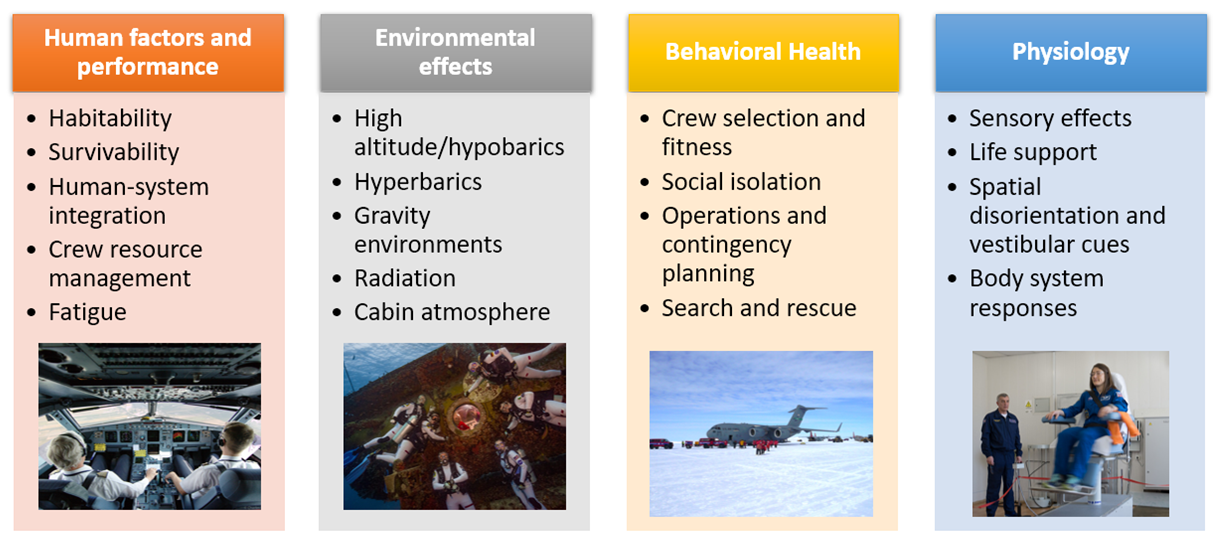 Human factors and
performance
• Habitability
• Survivability
• Human-system
integration
• Crew resource
management
• Fatigue
Environmental
effects
• High
altitude/hypobarics
• Hyperbarics
• Gravity
environments
• Radiation
• Cabin atmosphere
Behavioral Health
• Crew selection and
fitness
• Social isolation
• Operations and
contingency
planning
• Search and rescue
Physiology
• Sensory effects
• Life support
• Spatial
disorientation and
vestibular cues
• Body system
responses